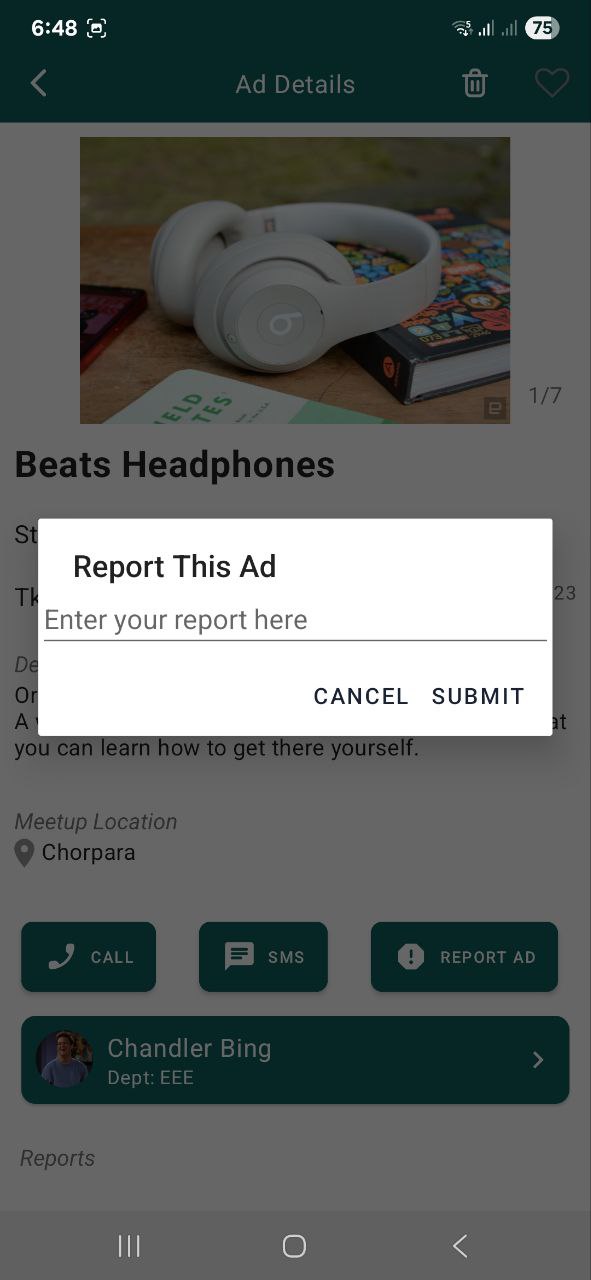 6:48
75
Ad Details
1/7
Beats Headphones
St
Report This Ad
Tk
23
Enter your report here
De
Or
CANCEL SUBMIT
A
at
you can learn how to get there yourself.
Meetup Location
Chorpara
CALL
SMS
REPORT AD
Chandler Bing
Dept: EEE
Reports